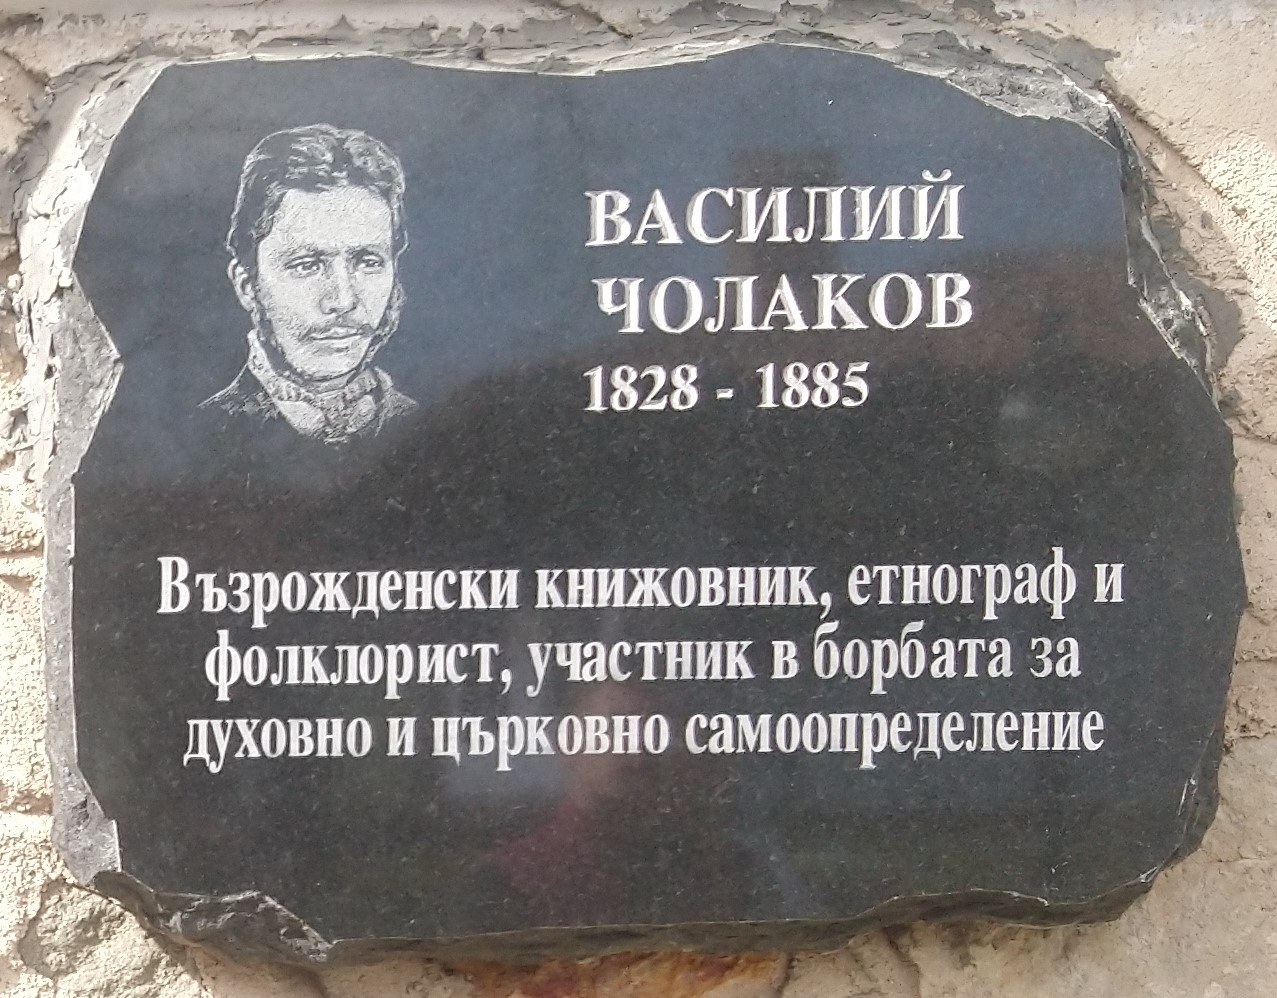 ВАСИЛИЙ
ЧОЛАКОВ
1828 - 1885
Възрожденски книжовник, етнограф и
фолклорист, участник в борбата за
духовно и църковно самоопределение